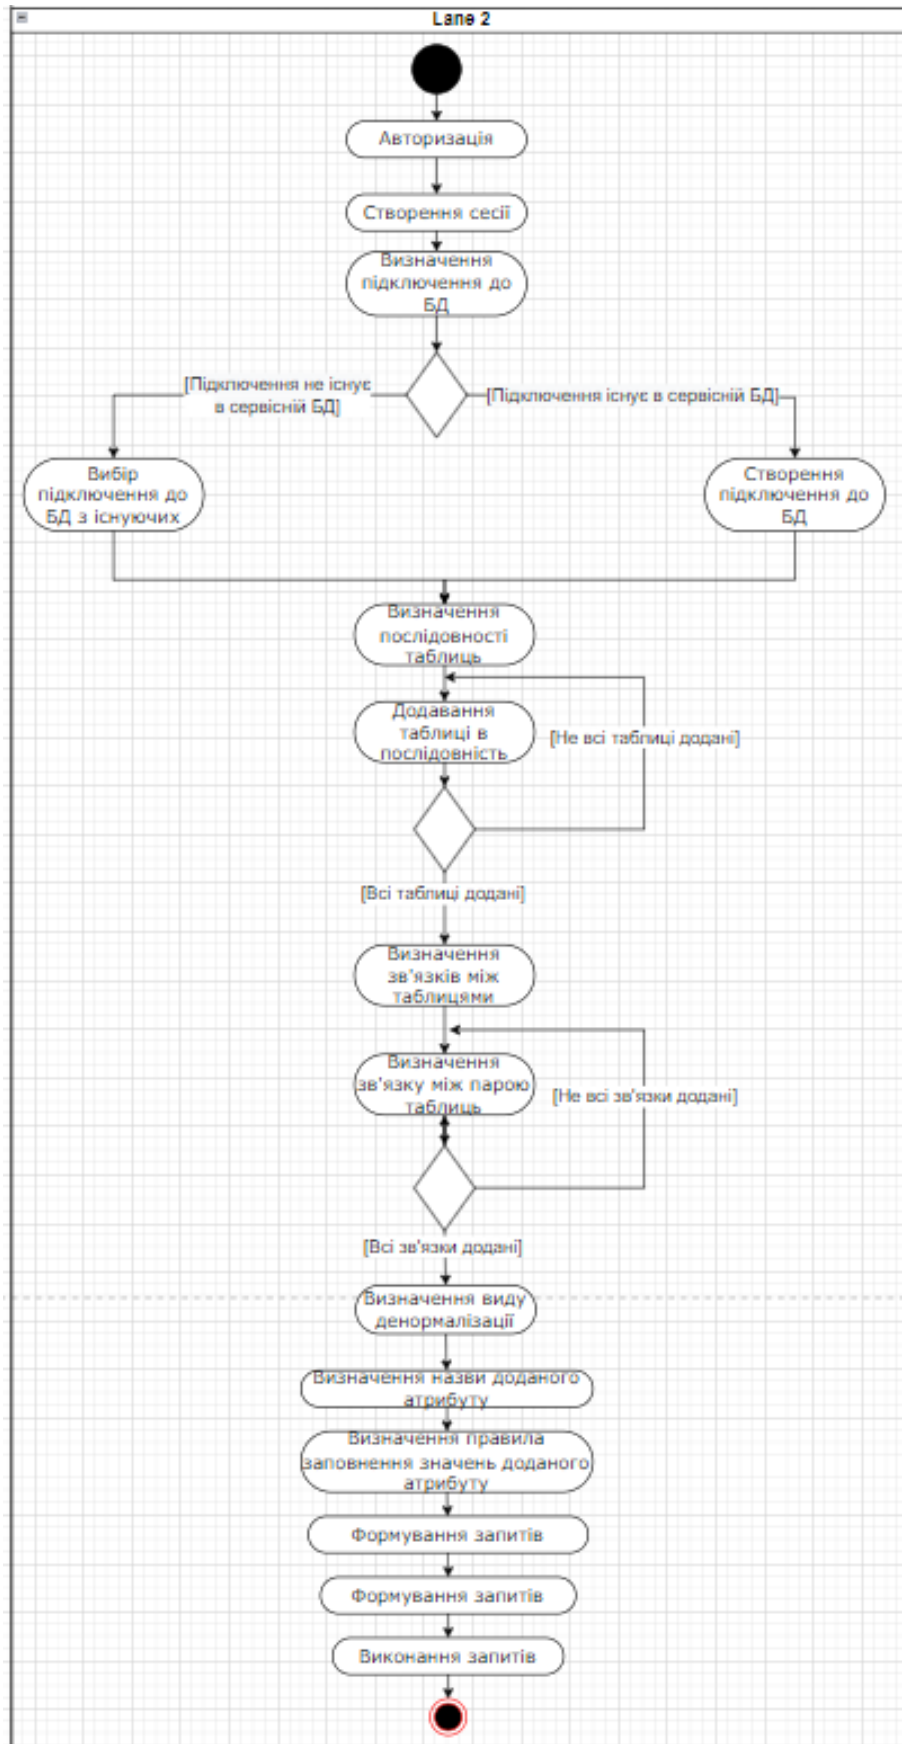 Lane 2
Авторизація
Створення сесії
Визначення
підключення до
БД
[Підключення не існує
в сервісній БД]
[Підключення існує в сервісній БД]
Вибір
підключення до
БД з існуючих
Створення
підключення до
БД
Визначення
послідовності
таблиць
Додавання
таблиці в
послідовність
[Не всі таблиці додані]
[Всі таблиці додані]
Визначення
зв'язків між
таблицями
Визначення
зв'язку між парою
таблиць
[Не всі зв'язки додані]
[Всі зв'язки додані]
Визначення виду
денормалізації
Визначення назви доданого
атрибуту
Визначення правила
заповнення значень доданого
атрибуту
Формування запитів
Формування запитів
Виконання запитів